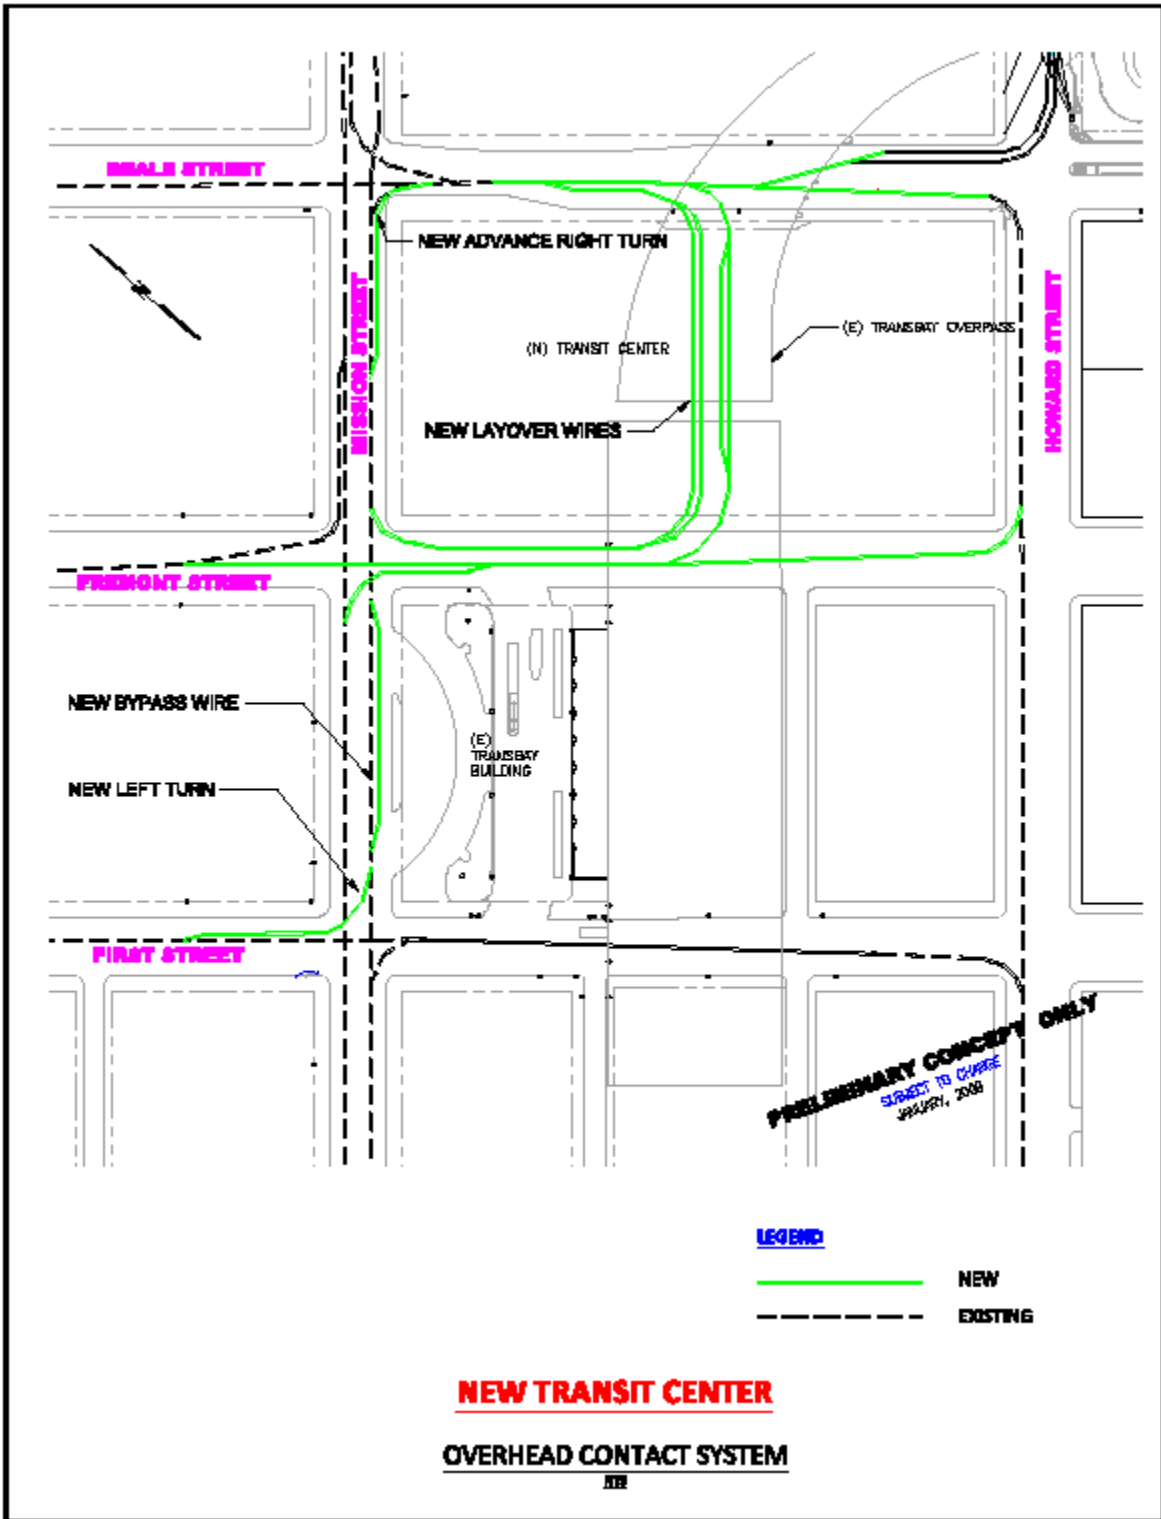 BEALE STREET
NEW ADVANCE RIGHT TURN
MISSION STREET
HOWARD STREET
(E) TRANSBAY OVERPASS
(N) TRANSIT CENTER
NEW LAYOVER WIRES
FREMONT STREET
NEW BYPASS WIRE
(E)
TRANSBAY
BUILDING
NEW LEFT TURN
FIRST STREET
PRELIMINARY CONCEPT ONLY
SUBJECT TO CHANGE
JANUARY, 2008
LEGEND
NEW
EXISTING
NEW TRANSIT CENTER
OVERHEAD CONTACT SYSTEM